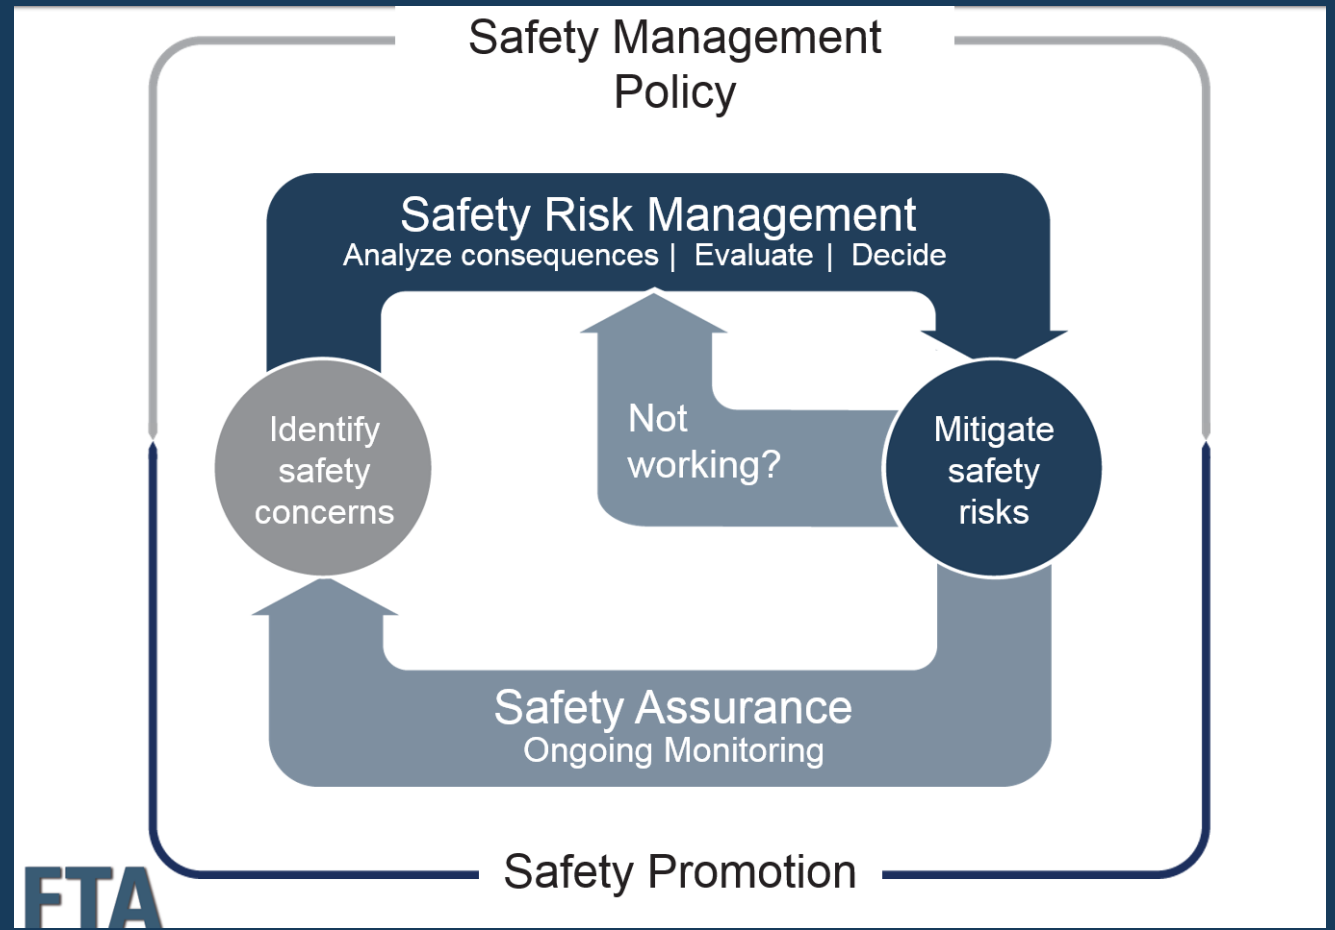 Safety Management
Policy
Safety Risk Management
Analyze consequences | Evaluate | Decide
Identify
safety
concerns
Not
working?
Mitigate
safety
risks
Safety Assurance
Ongoing Monitoring
Safety Promotion
FTA